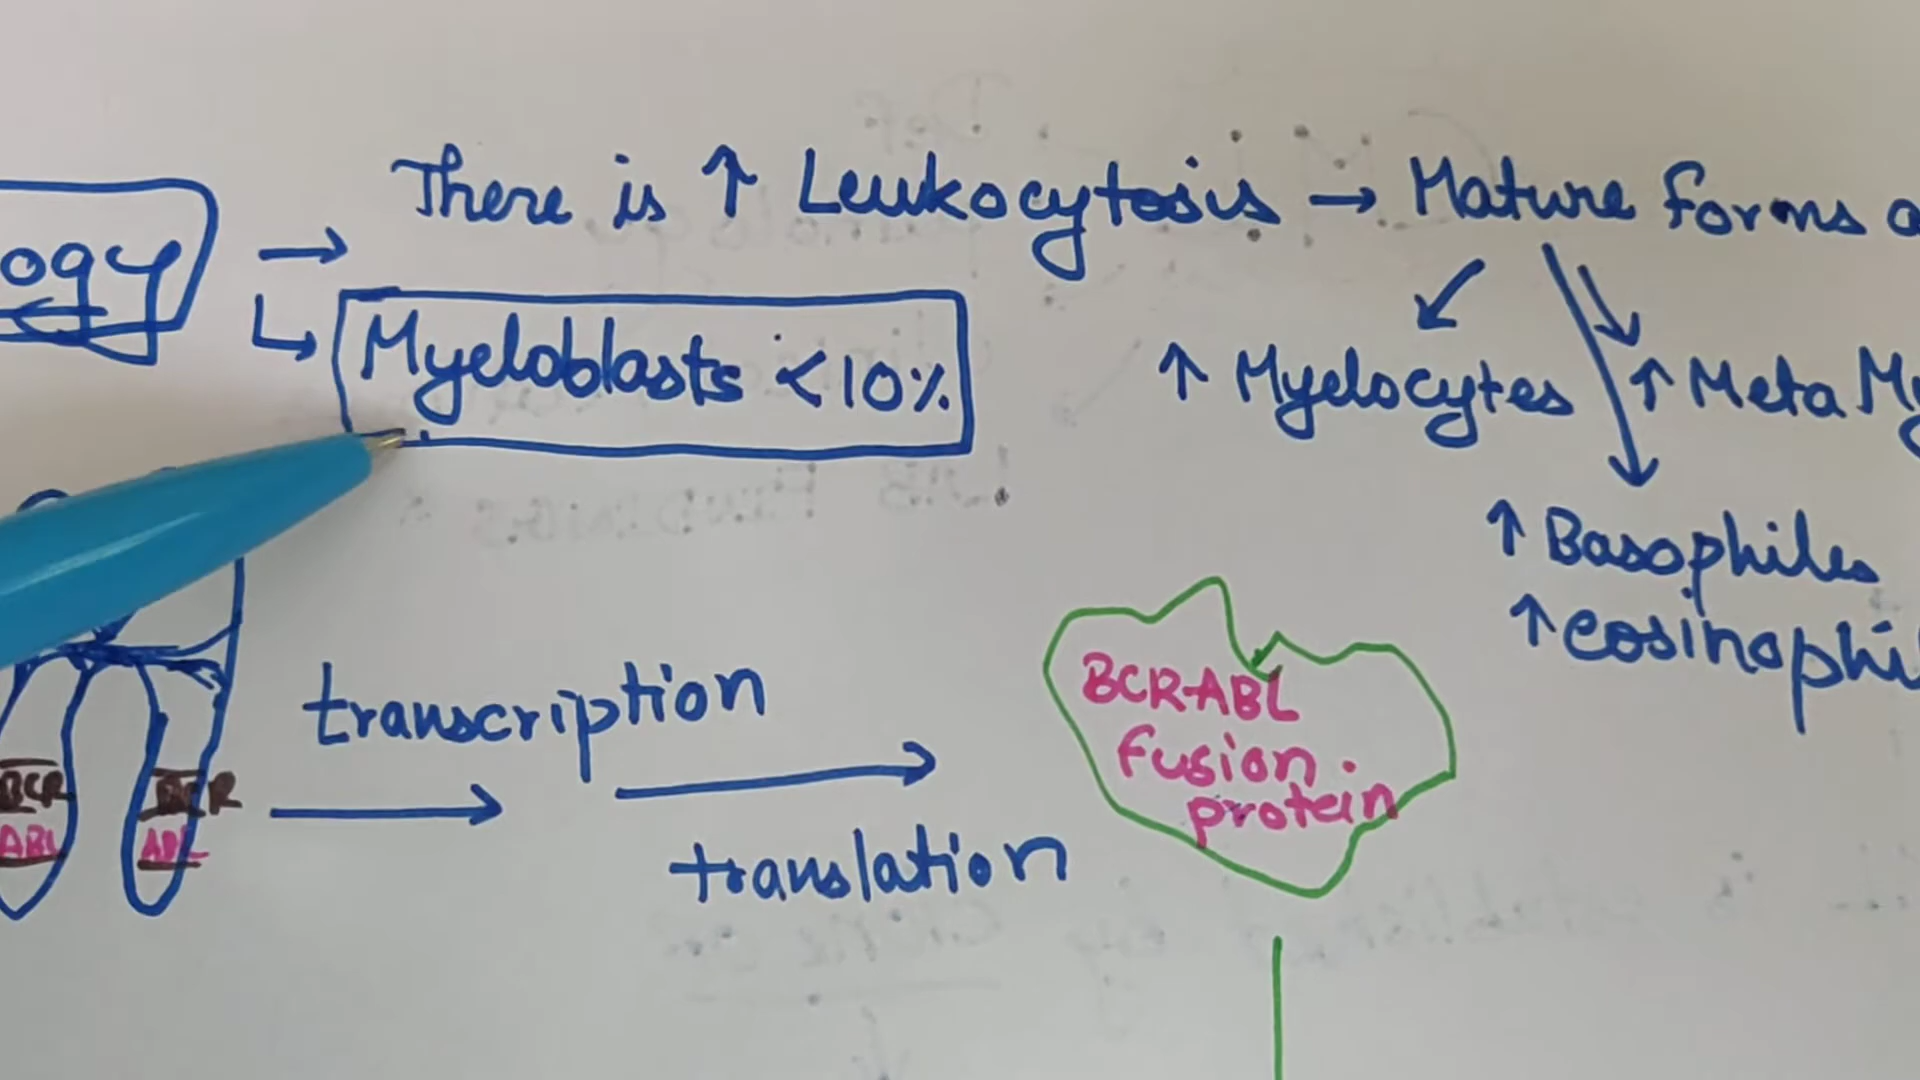 There is ↑ Leukocytosis → Mature forms a
ogy
Myeloblasts <10%
↑ Myelocytes
↑ Meta My
↑ Basophiles
↑ eosinophi
transcription
translation
BCR-ABL
fusion
protein
BCR
BCR
ABL
ABL